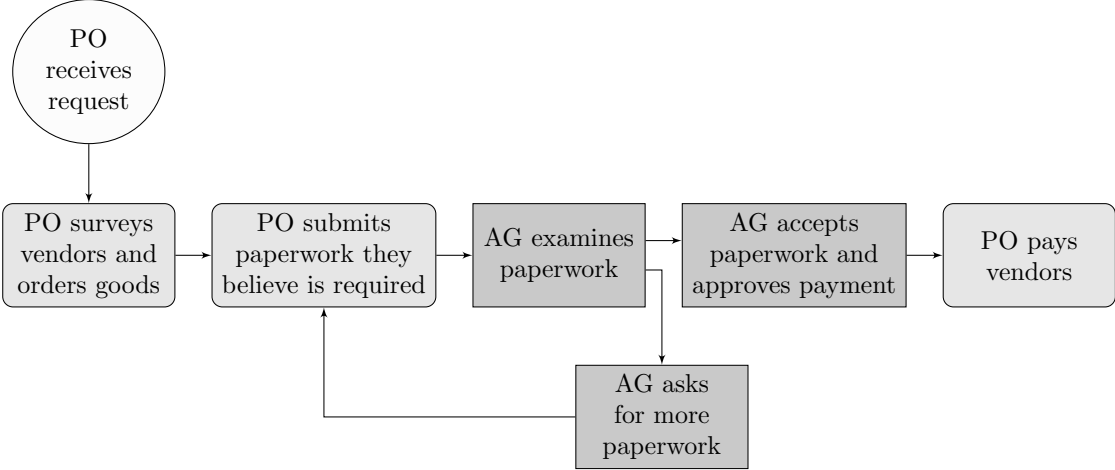 PO
receives
request
PO surveys
vendors and
orders goods
PO submits
paperwork they
believe is required
AG examines
paperwork
AG accepts
paperwork and
approves payment
PO pays
vendors
AG asks
for more
paperwork